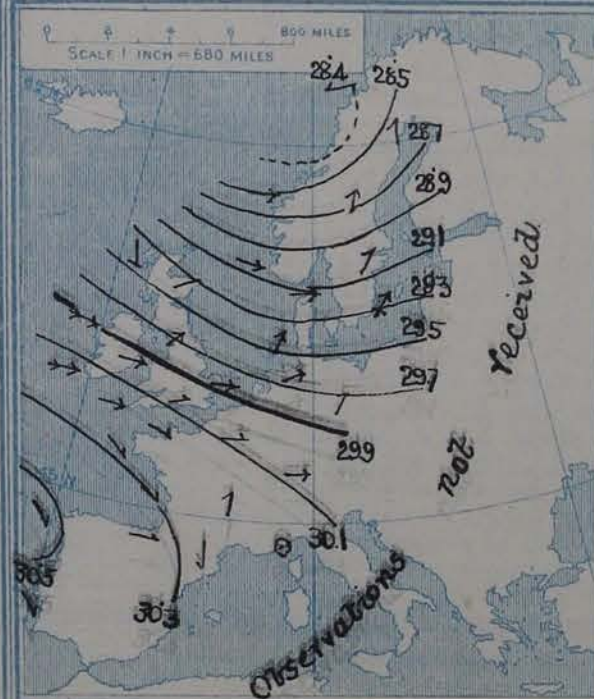 800 MILES
SCALE 1 INCH = 680 MILES
28.4 28.5
28.7
28.9
29.1
29.3
29.5
29.7
29.9
30.1
30.3
30.5
Observations
not
received